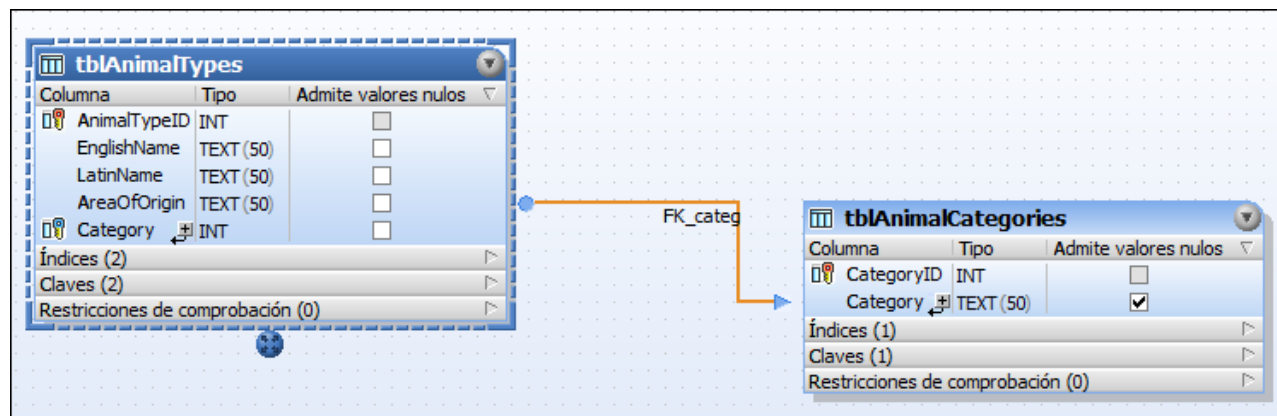 tblAnimalTypes
Columna Tipo Admite valores nulos
AnimalTypeID INT
EnglishName TEXT(50)
LatinName TEXT(50)
AreaOfOrigin TEXT(50)
Category INT
Índices (2)
Claves (2)
Restricciones de comprobación (0)
FK_categ
tblAnimalCategories
Columna Tipo Admite valores nulos
CategoryID INT
Category TEXT(50)
Índices (1)
Claves (1)
Restricciones de comprobación (0)